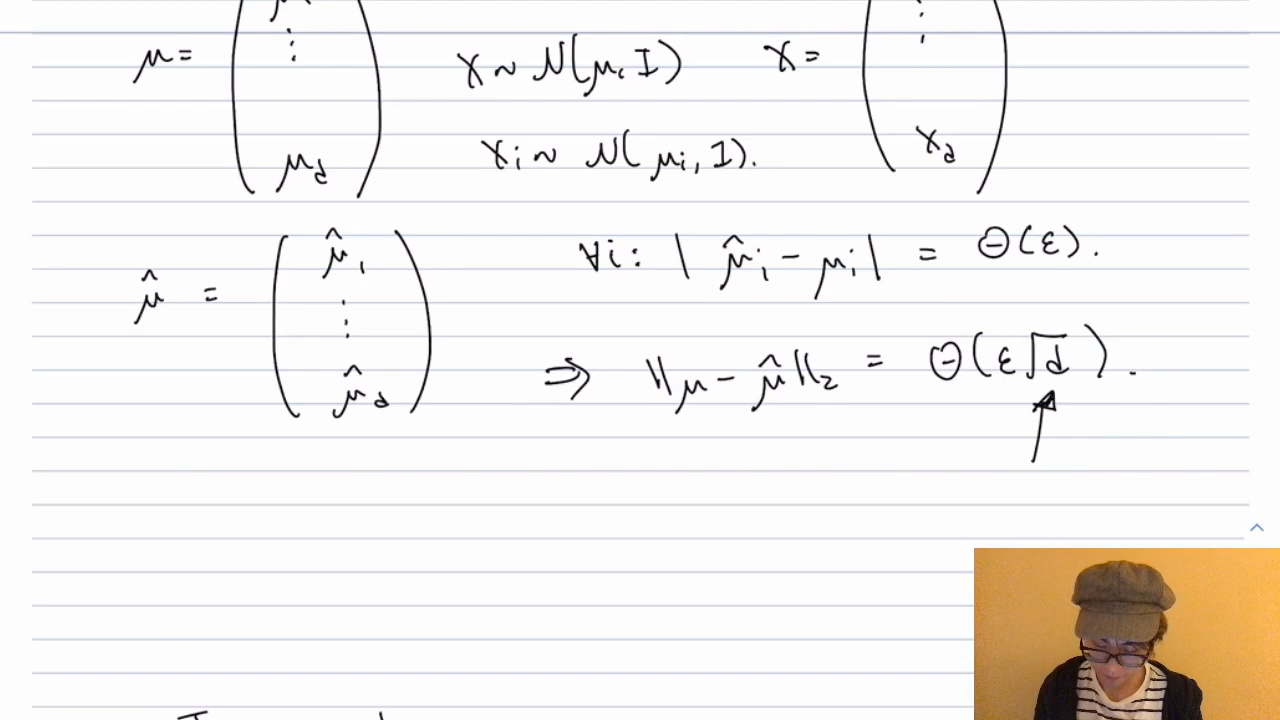 μ = ( ⋮ μ_d ) X ~ N(μ, I) X = ( ⋮ X_d )
X_i ~ N(μ_i, I).
μ̂ = ( μ̂_1 ⋮ μ̂_d ) ∀i: | μ̂_i - μ_i | = Θ(ε).
⇒ ||μ - μ̂||_2 = Θ(ε√d).